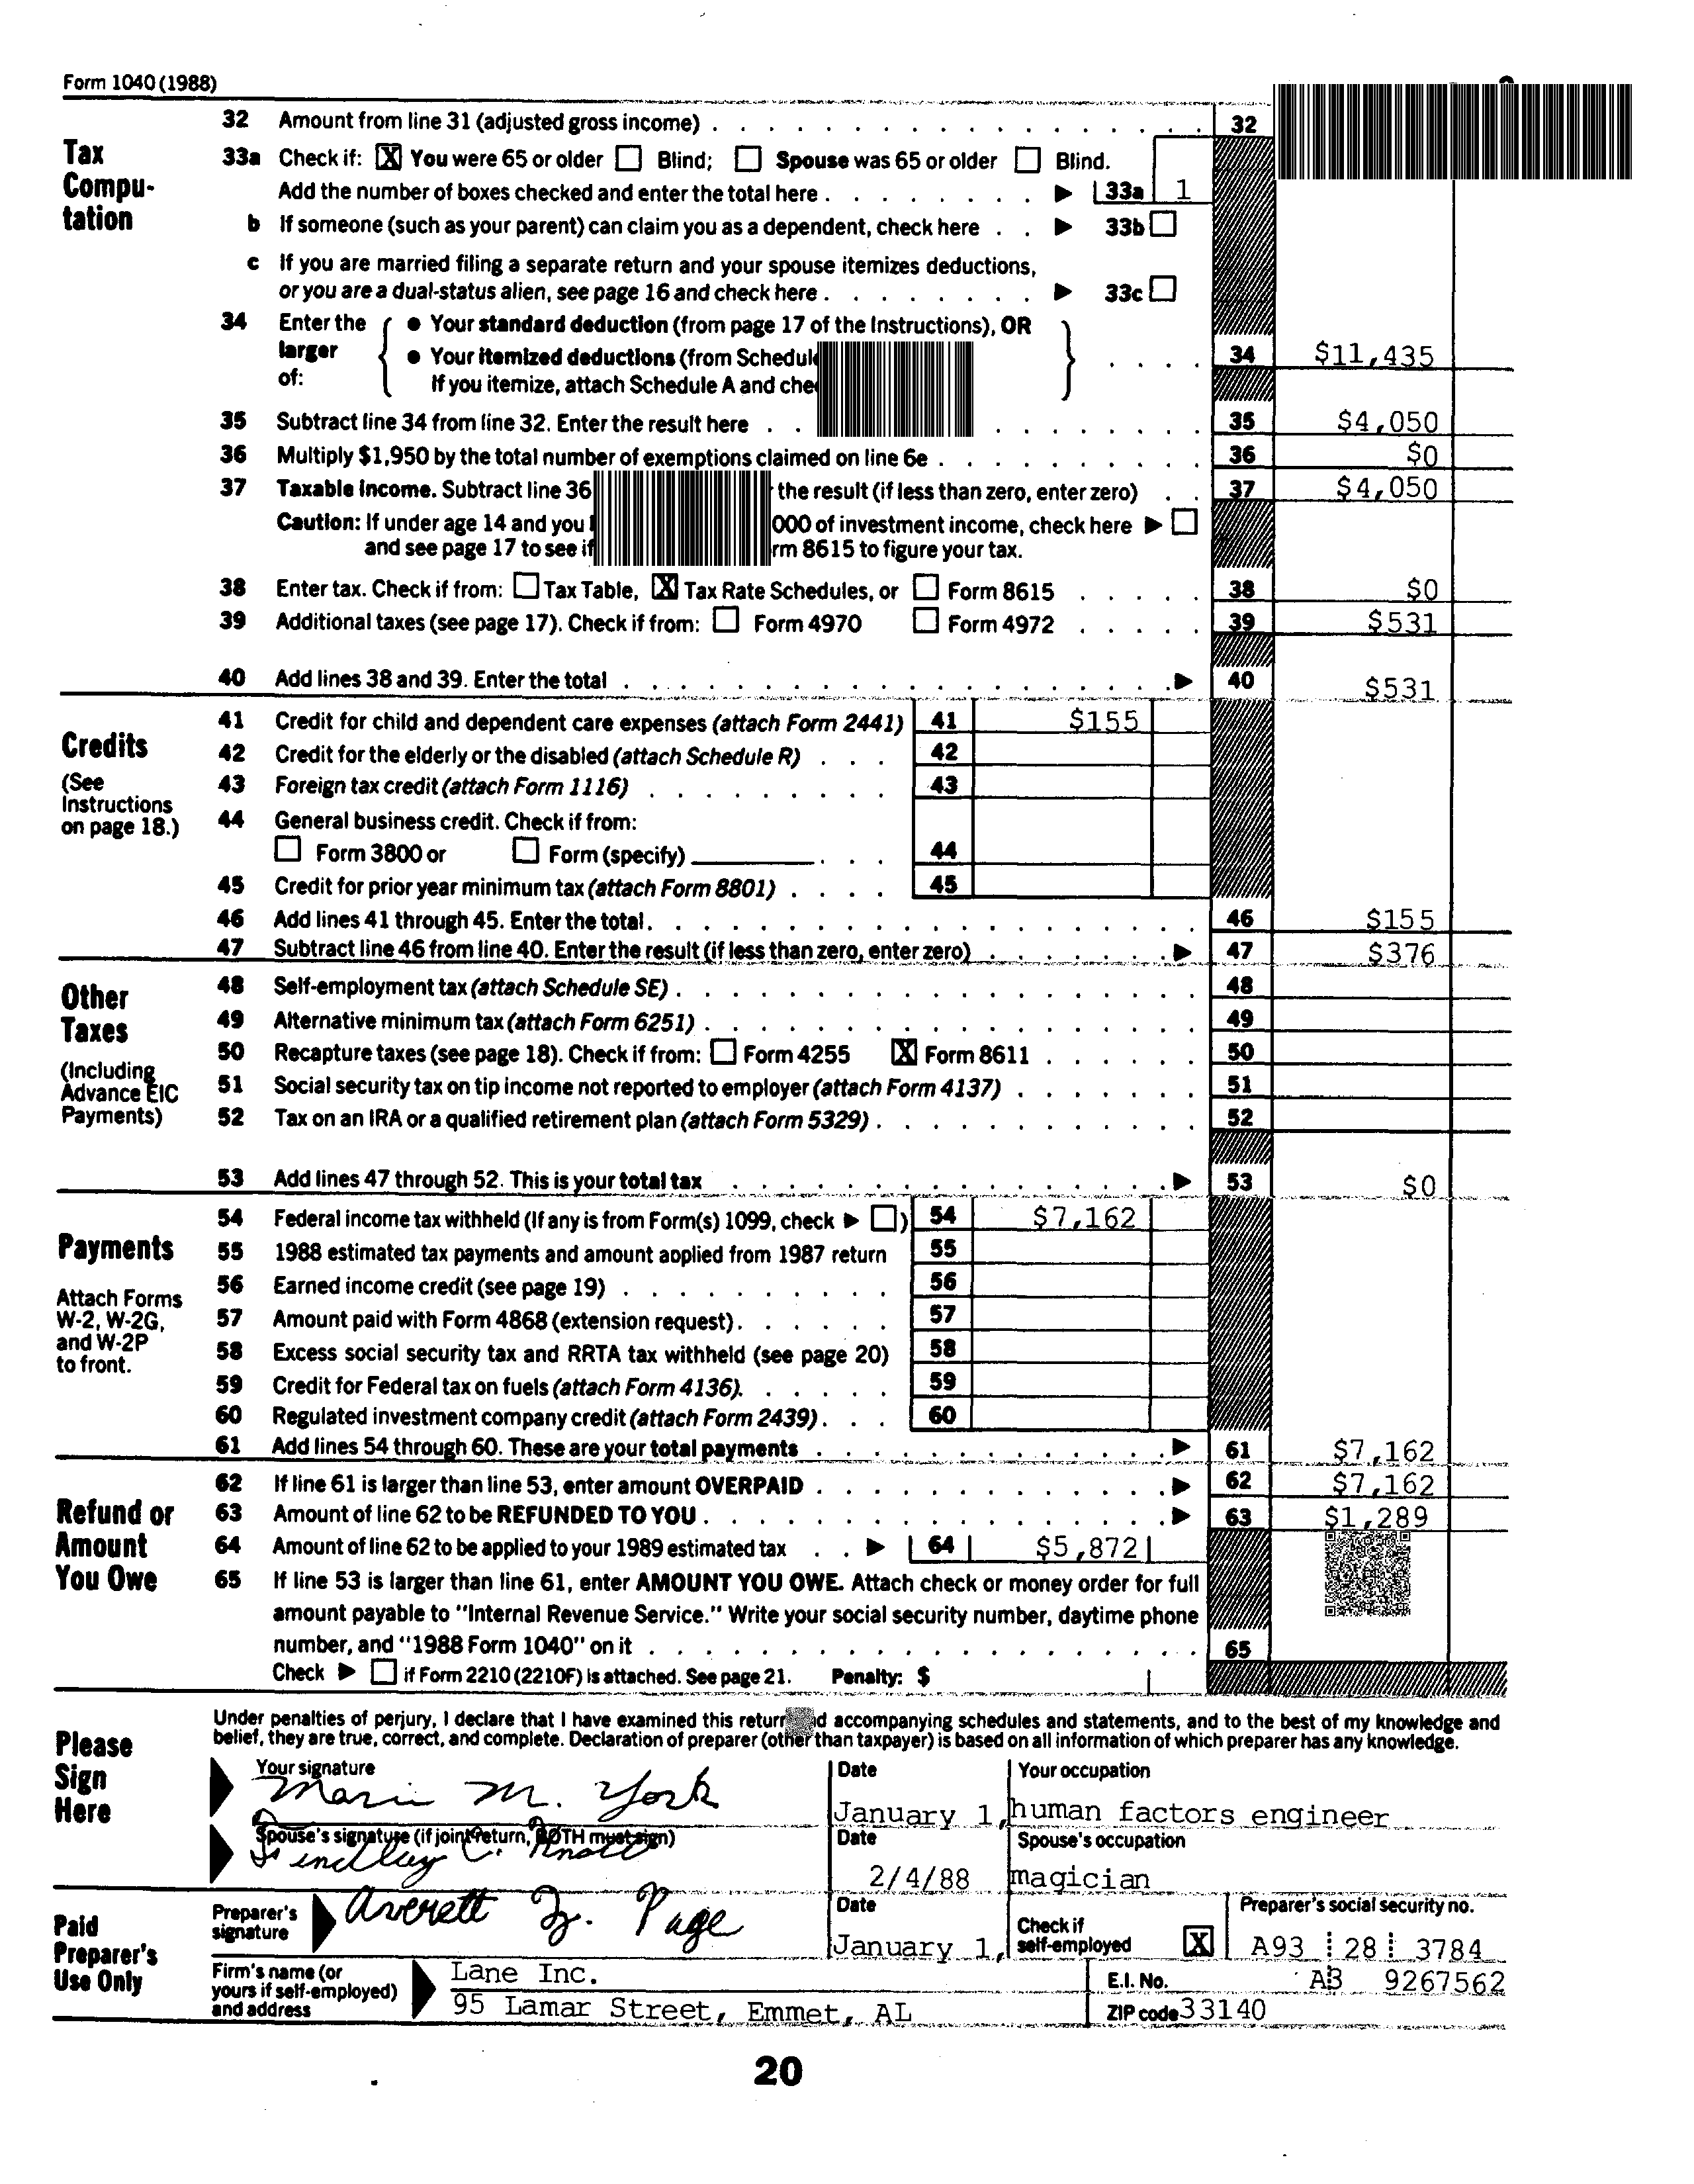 Form 1040 (1988)
32 Amount from line 31 (adjusted gross income) 32
Tax Compu- tation
33a Check if: X You were 65 or older Blind; Spouse was 65 or older Blind.
Add the number of boxes checked and enter the total here 33a 1
b If someone (such as your parent) can claim you as a dependent, check here 33b
c If you are married filing a separate return and your spouse itemizes deductions,
or you are a dual-status alien, see page 16 and check here 33c
34 Enter the larger of:
• Your standard deduction (from page 17 of the Instructions), OR
• Your itemized deductions (from Schedul
If you itemize, attach Schedule A and che
34 $11,435
35 Subtract line 34 from line 32. Enter the result here 35 $4,050
36 Multiply $1,950 by the total number of exemptions claimed on line 6e 36 $0
37 Taxable income. Subtract line 36 the result (if less than zero, enter zero) 37 $4,050
Caution: If under age 14 and you 000 of investment income, check here
and see page 17 to see if rm 8615 to figure your tax.
38 Enter tax. Check if from: Tax Table, X Tax Rate Schedules, or Form 8615 38 $0
39 Additional taxes (see page 17). Check if from: Form 4970 Form 4972 39 $531
40 Add lines 38 and 39. Enter the total 40 $531
Credits
(See Instructions on page 18.)
41 Credit for child and dependent care expenses (attach Form 2441) 41 $155
42 Credit for the elderly or the disabled (attach Schedule R) 42
43 Foreign tax credit (attach Form 1116) 43
44 General business credit. Check if from:
Form 3800 or Form (specify) 44
45 Credit for prior year minimum tax (attach Form 8801) 45
46 Add lines 41 through 45. Enter the total. 46 $155
47 Subtract line 46 from line 40. Enter the result (if less than zero, enter zero) 47 $376
Other Taxes
(Including Advance EIC Payments)
48 Self-employment tax (attach Schedule SE) 48
49 Alternative minimum tax (attach Form 6251) 49
50 Recapture taxes (see page 18). Check if from: Form 4255 X Form 8611 50
51 Social security tax on tip income not reported to employer (attach Form 4137) 51
52 Tax on an IRA or a qualified retirement plan (attach Form 5329) 52
53 Add lines 47 through 52. This is your total tax 53 $0
Payments
Attach Forms W-2, W-2G, and W-2P to front.
54 Federal income tax withheld (If any is from Form(s) 1099, check ) 54 $7,162
55 1988 estimated tax payments and amount applied from 1987 return 55
56 Earned income credit (see page 19) 56
57 Amount paid with Form 4868 (extension request) 57
58 Excess social security tax and RRTA tax withheld (see page 20) 58
59 Credit for Federal tax on fuels (attach Form 4136) 59
60 Regulated investment company credit (attach Form 2439) 60
61 Add lines 54 through 60. These are your total payments 61 $7,162
Refund or Amount You Owe
62 If line 61 is larger than line 53, enter amount OVERPAID 62 $7,162
63 Amount of line 62 to be REFUNDED TO YOU 63 $1,289
64 Amount of line 62 to be applied to your 1989 estimated tax 64 $5,872
65 If line 53 is larger than line 61, enter AMOUNT YOU OWE. Attach check or money order for full
amount payable to "Internal Revenue Service." Write your social security number, daytime phone
number, and "1988 Form 1040" on it 65
Check if Form 2210 (2210F) is attached. See page 21. Penalty: $
Please Sign Here
Under penalties of perjury, I declare that I have examined this retur d accompanying schedules and statements, and to the best of my knowledge and
belief, they are true, correct, and complete. Declaration of preparer (other than taxpayer) is based on all information of which preparer has any knowledge.
Your signature Date Your occupation
Mari M. York January 1, human factors engineer
Spouse's signature (if joint return, BOTH must sign) Date Spouse's occupation
Findlay C. Knott 2/4/88 magician
Paid Preparer's Use Only
Preparer's signature Averett Z. Page Date January 1, Check if self-employed X Preparer's social security no. A93 28 3784
Firm's name (or yours if self-employed) and address
Lane Inc. E.I. No. AB 9267562
95 Lamar Street, Emmet, AL ZIP code 33140
20